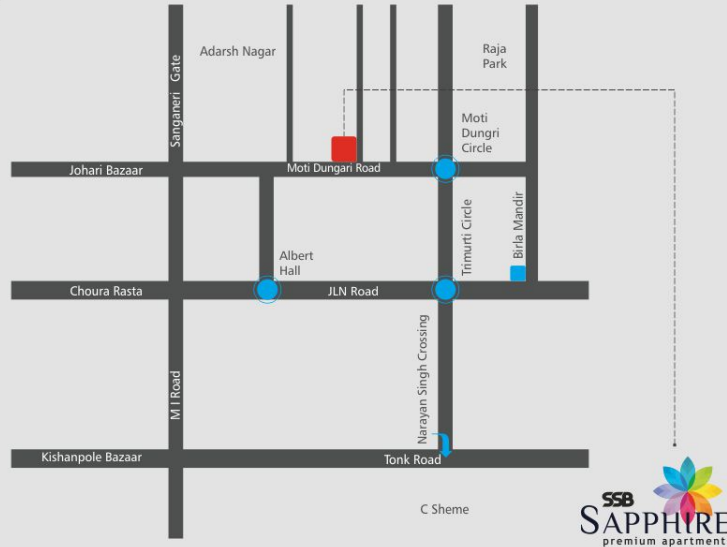 Adarsh Nagar
Raja
Park
Sanganeri Gate
Moti
Dungri
Circle
Johari Bazaar
Moti Dungari Road
Trimurti Circle
Birla Mandir
Albert
Hall
Choura Rasta
JLN Road
M I Road
Narayan Singh Crossing
Kishanpole Bazaar
Tonk Road
C Sheme
SSB
SAPPHIRE
premium apartment